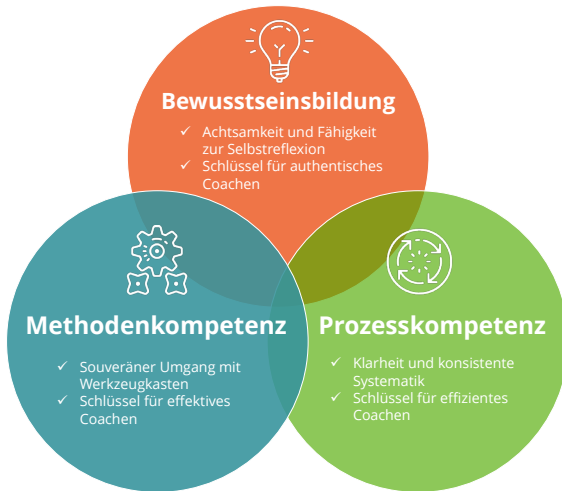 Bewusstseinsbildung
✓ Achtsamkeit und Fähigkeit
zur Selbstreflexion
✓ Schlüssel für authentisches
Coachen
Methodenkompetenz
✓ Souveräner Umgang mit
Werkzeugkasten
✓ Schlüssel für effektives
Coachen
Prozesskompetenz
✓ Klarheit und konsistente
Systematik
✓ Schlüssel für effizientes
Coachen